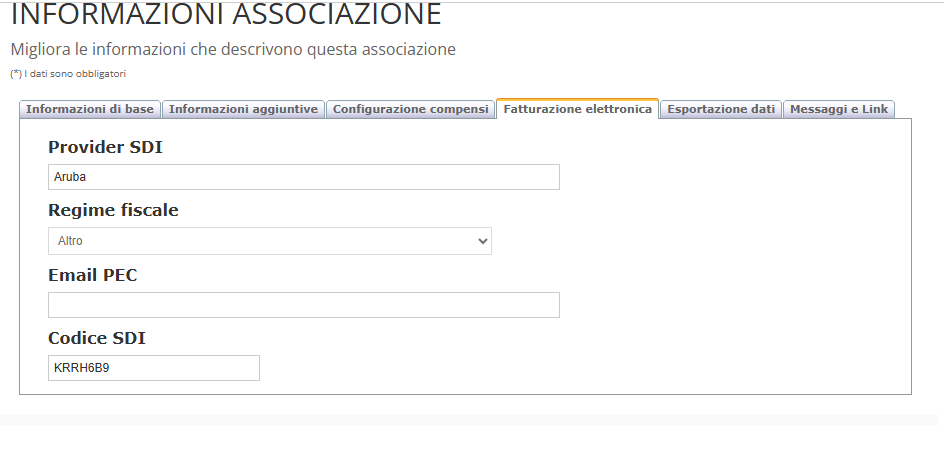 INFORMAZIONI ASSOCIAZIONE
Migliora le informazioni che descrivono questa associazione
(*) I dati sono obbligatori
Informazioni di base Informazioni aggiuntive Configurazione compensi Fatturazione elettronica Esportazione dati Messaggi e Link
Provider SDI
Aruba
Regime fiscale
Altro
Email PEC
Codice SDI
KRRH6B9